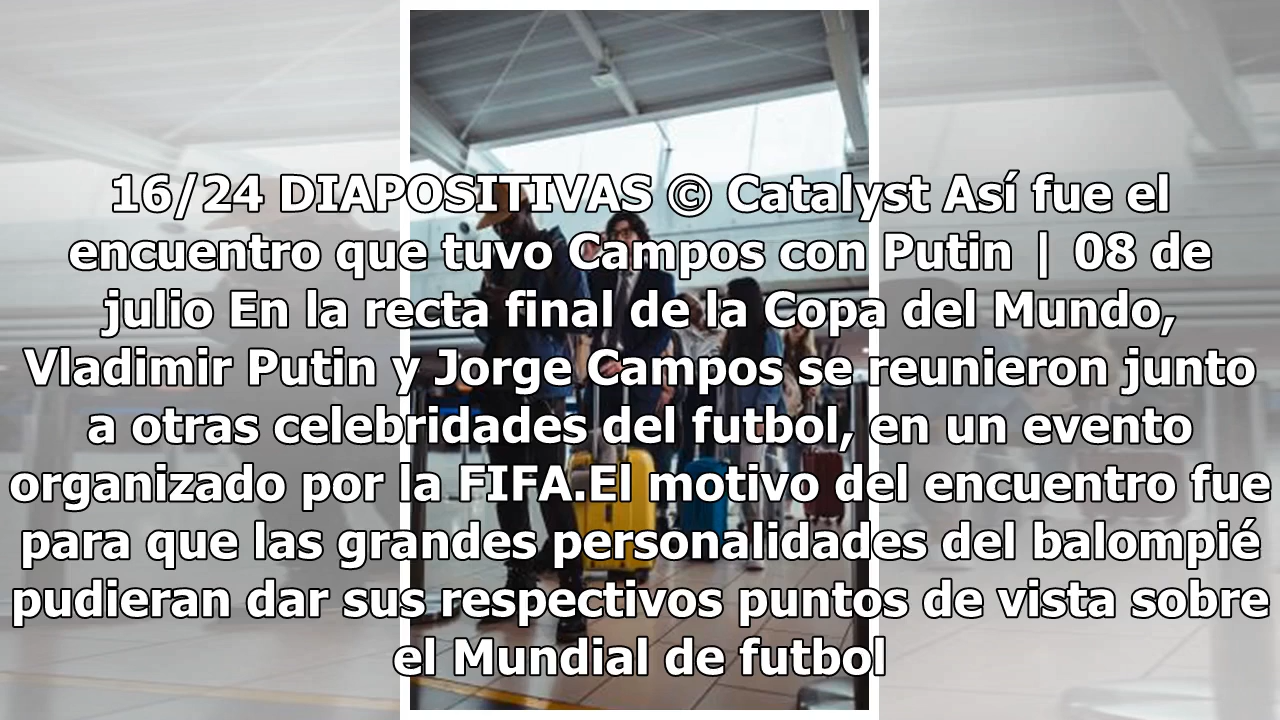 16/24 DIAPOSITIVAS © Catalyst Así fue el
encuentro que tuvo Campos con Putin | 08 de
julio En la recta final de la Copa del Mundo,
Vladimir Putin y Jorge Campos se reunieron junto
a otras celebridades del futbol, en un evento
organizado por la FIFA.El motivo del encuentro fue
para que las grandes personalidades del balompié
pudieran dar sus respectivos puntos de vista sobre
el Mundial de futbol